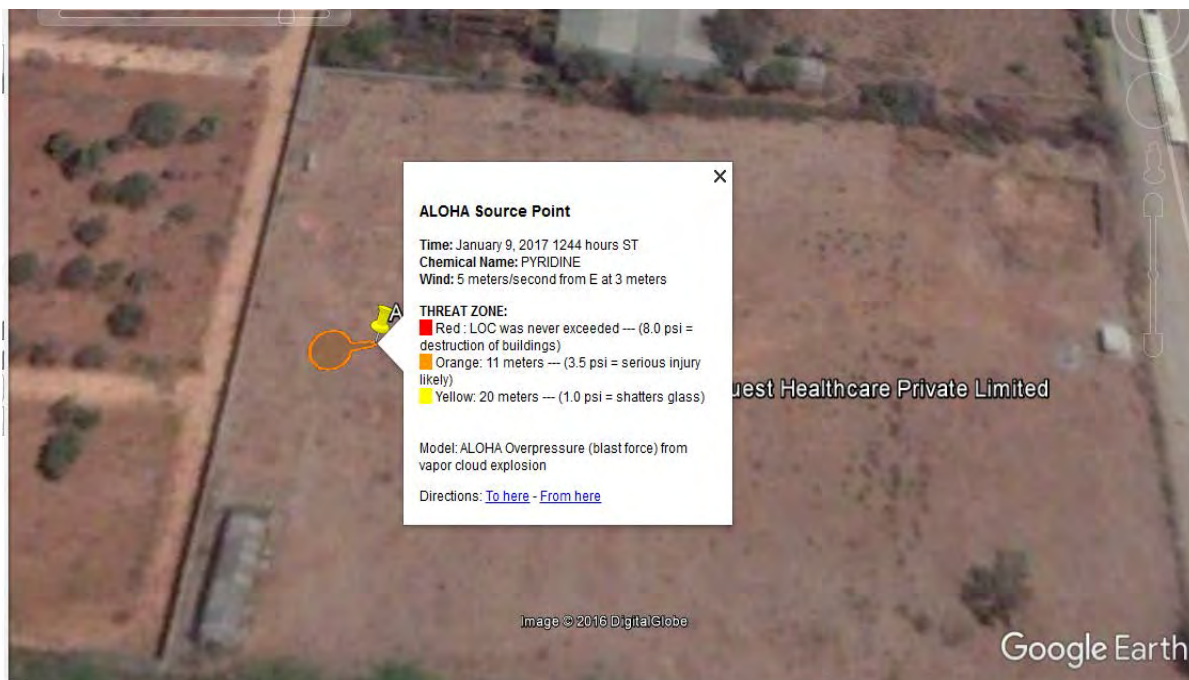 ALOHA Source Point
Time: January 9, 2017 1244 hours ST
Chemical Name: PYRIDINE
Wind: 5 meters/second from E at 3 meters
THREAT ZONE:
Red : LOC was never exceeded --- (8.0 psi =
destruction of buildings)
Orange: 11 meters --- (3.5 psi = serious injury
likely)
Yellow: 20 meters --- (1.0 psi = shatters glass)
Model: ALOHA Overpressure (blast force) from
vapor cloud explosion
Directions: To here - From here
A
uest Healthcare Private Limited
Image © 2016 DigitalGlobe
Google Earth